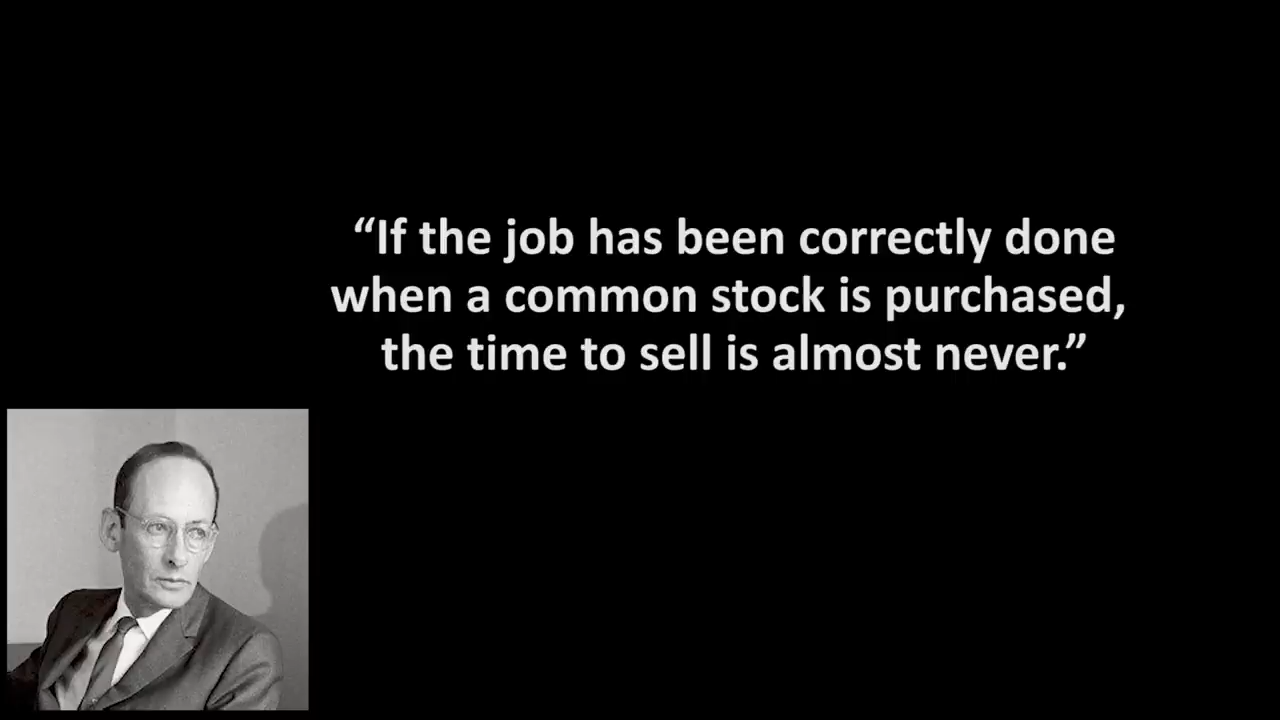 “If the job has been correctly done
when a common stock is purchased,
the time to sell is almost never.”